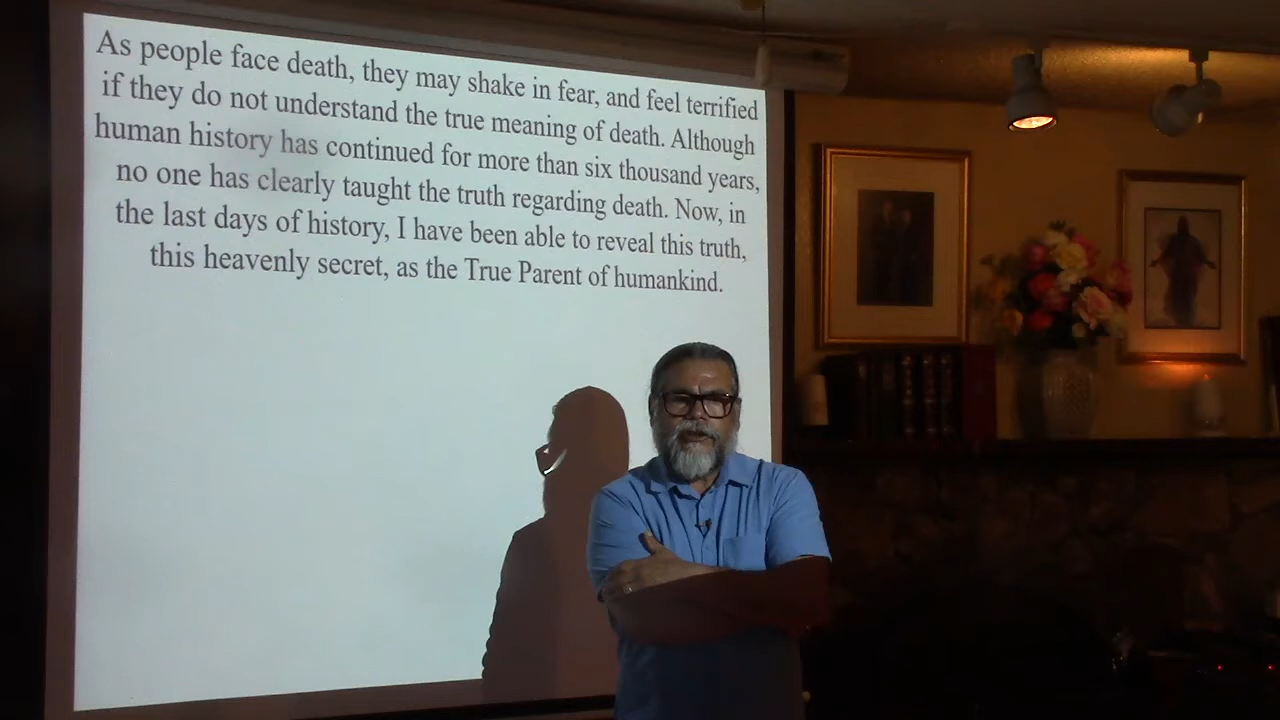 As people face death, they may shake in fear, and feel terrified
if they do not understand the true meaning of death. Although
human history has continued for more than six thousand years,
no one has clearly taught the truth regarding death. Now, in
the last days of history, I have been able to reveal this truth,
this heavenly secret, as the True Parent of humankind.